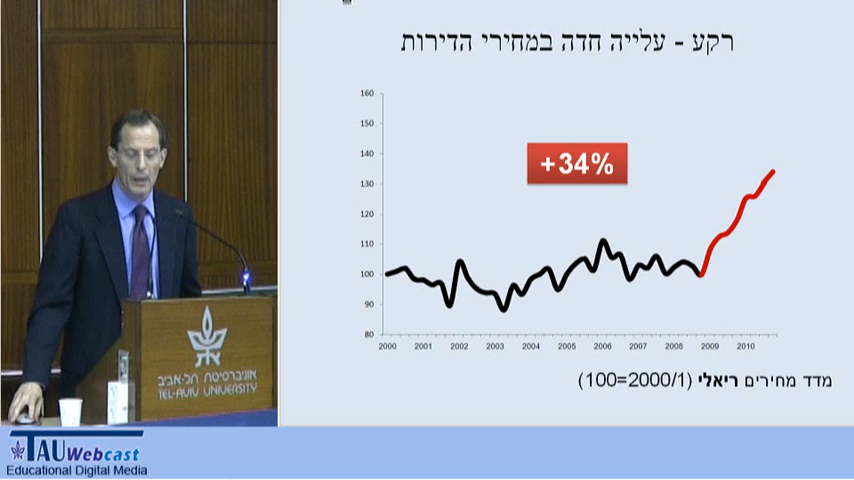 רקע - עלייה חדה במחירי הדירות
160
150
140
130
120
110
100
90
80
+34%
2000 2001 2002 2003 2004 2005 2006 2007 2008 2009 2010
מדד מחירים ריאלי (100=2000/1)
אוניברסיטת תל-אביב
TEL-AVIV UNIVERSITY
TAU Webcast
Educational Digital Media